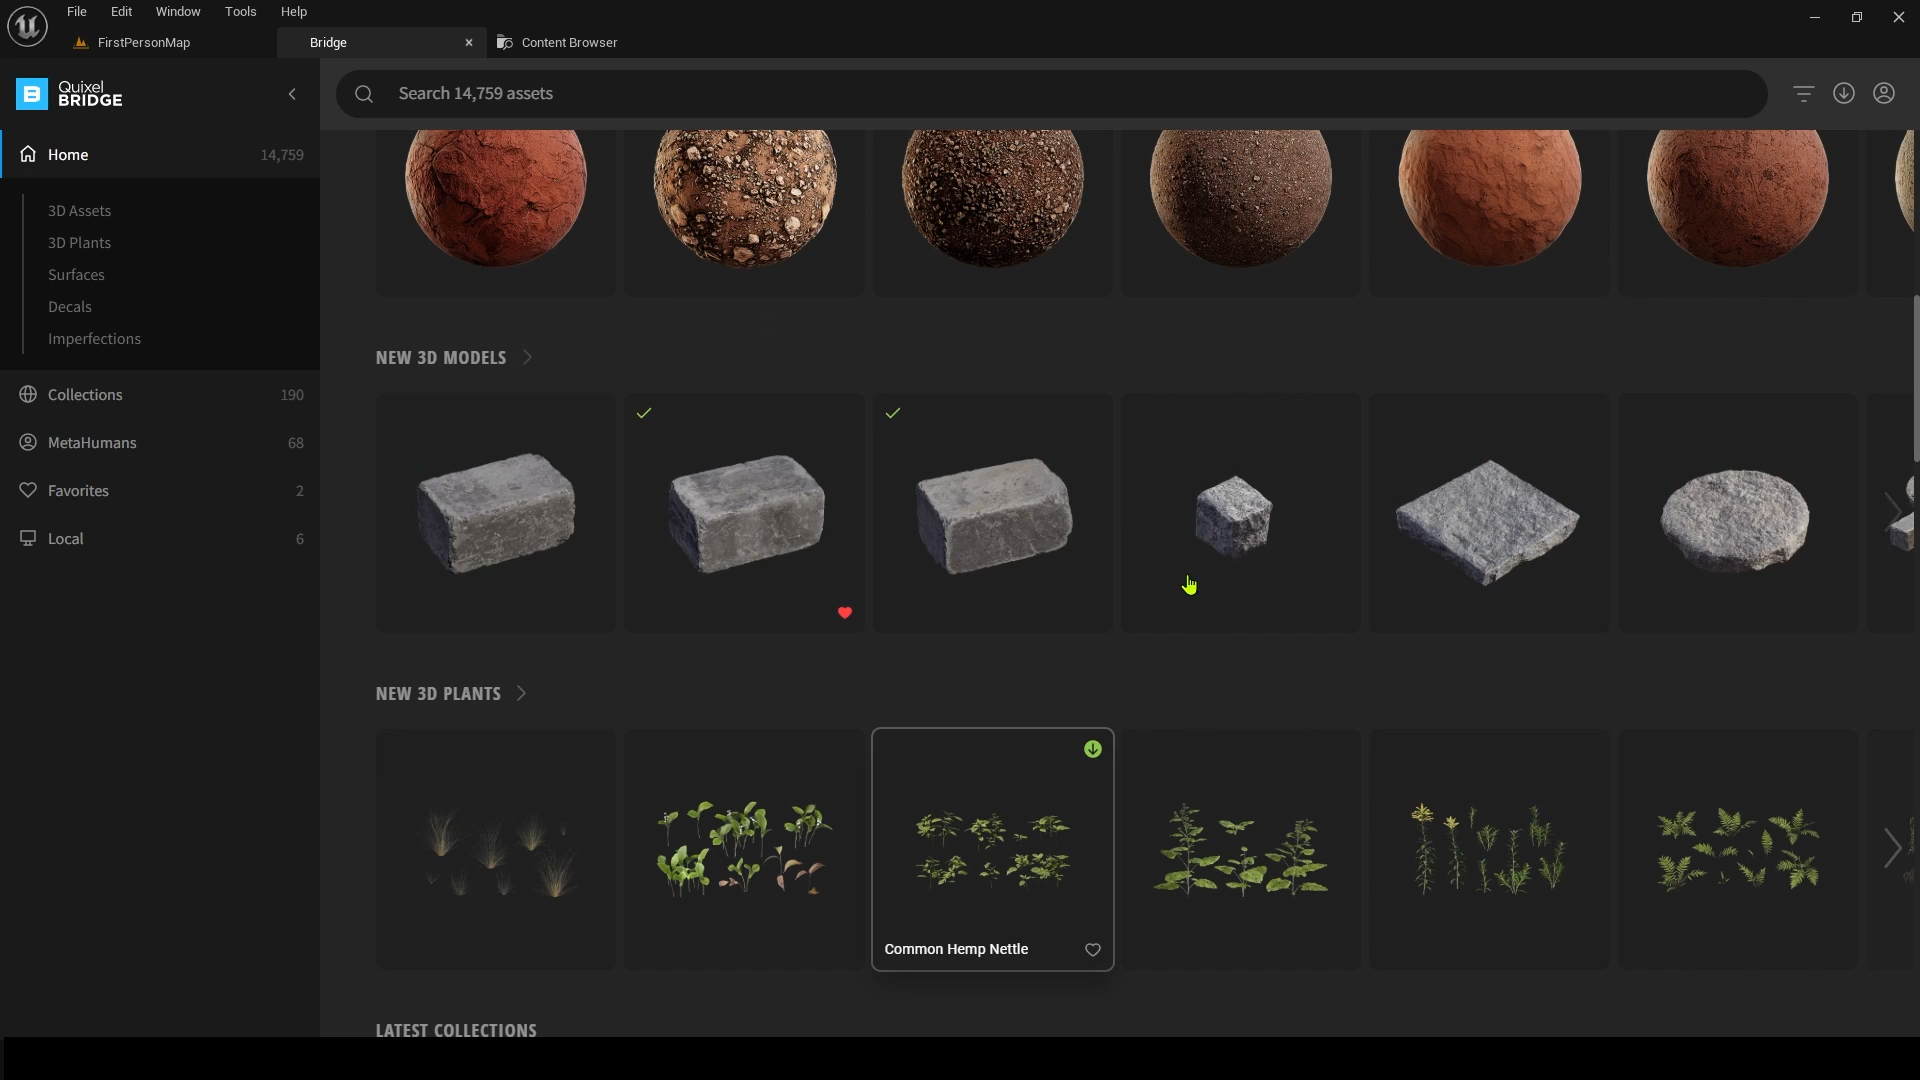 File Edit Window Tools Help
FirstPersonMap
Bridge
Content Browser
Quixel
BRIDGE
Search 14,759 assets
Home 14,759
3D Assets
3D Plants
Surfaces
Decals
Imperfections
Collections 190
MetaHumans 68
Favorites 2
Local 6
NEW 3D MODELS
NEW 3D PLANTS
Common Hemp Nettle
LATEST COLLECTIONS